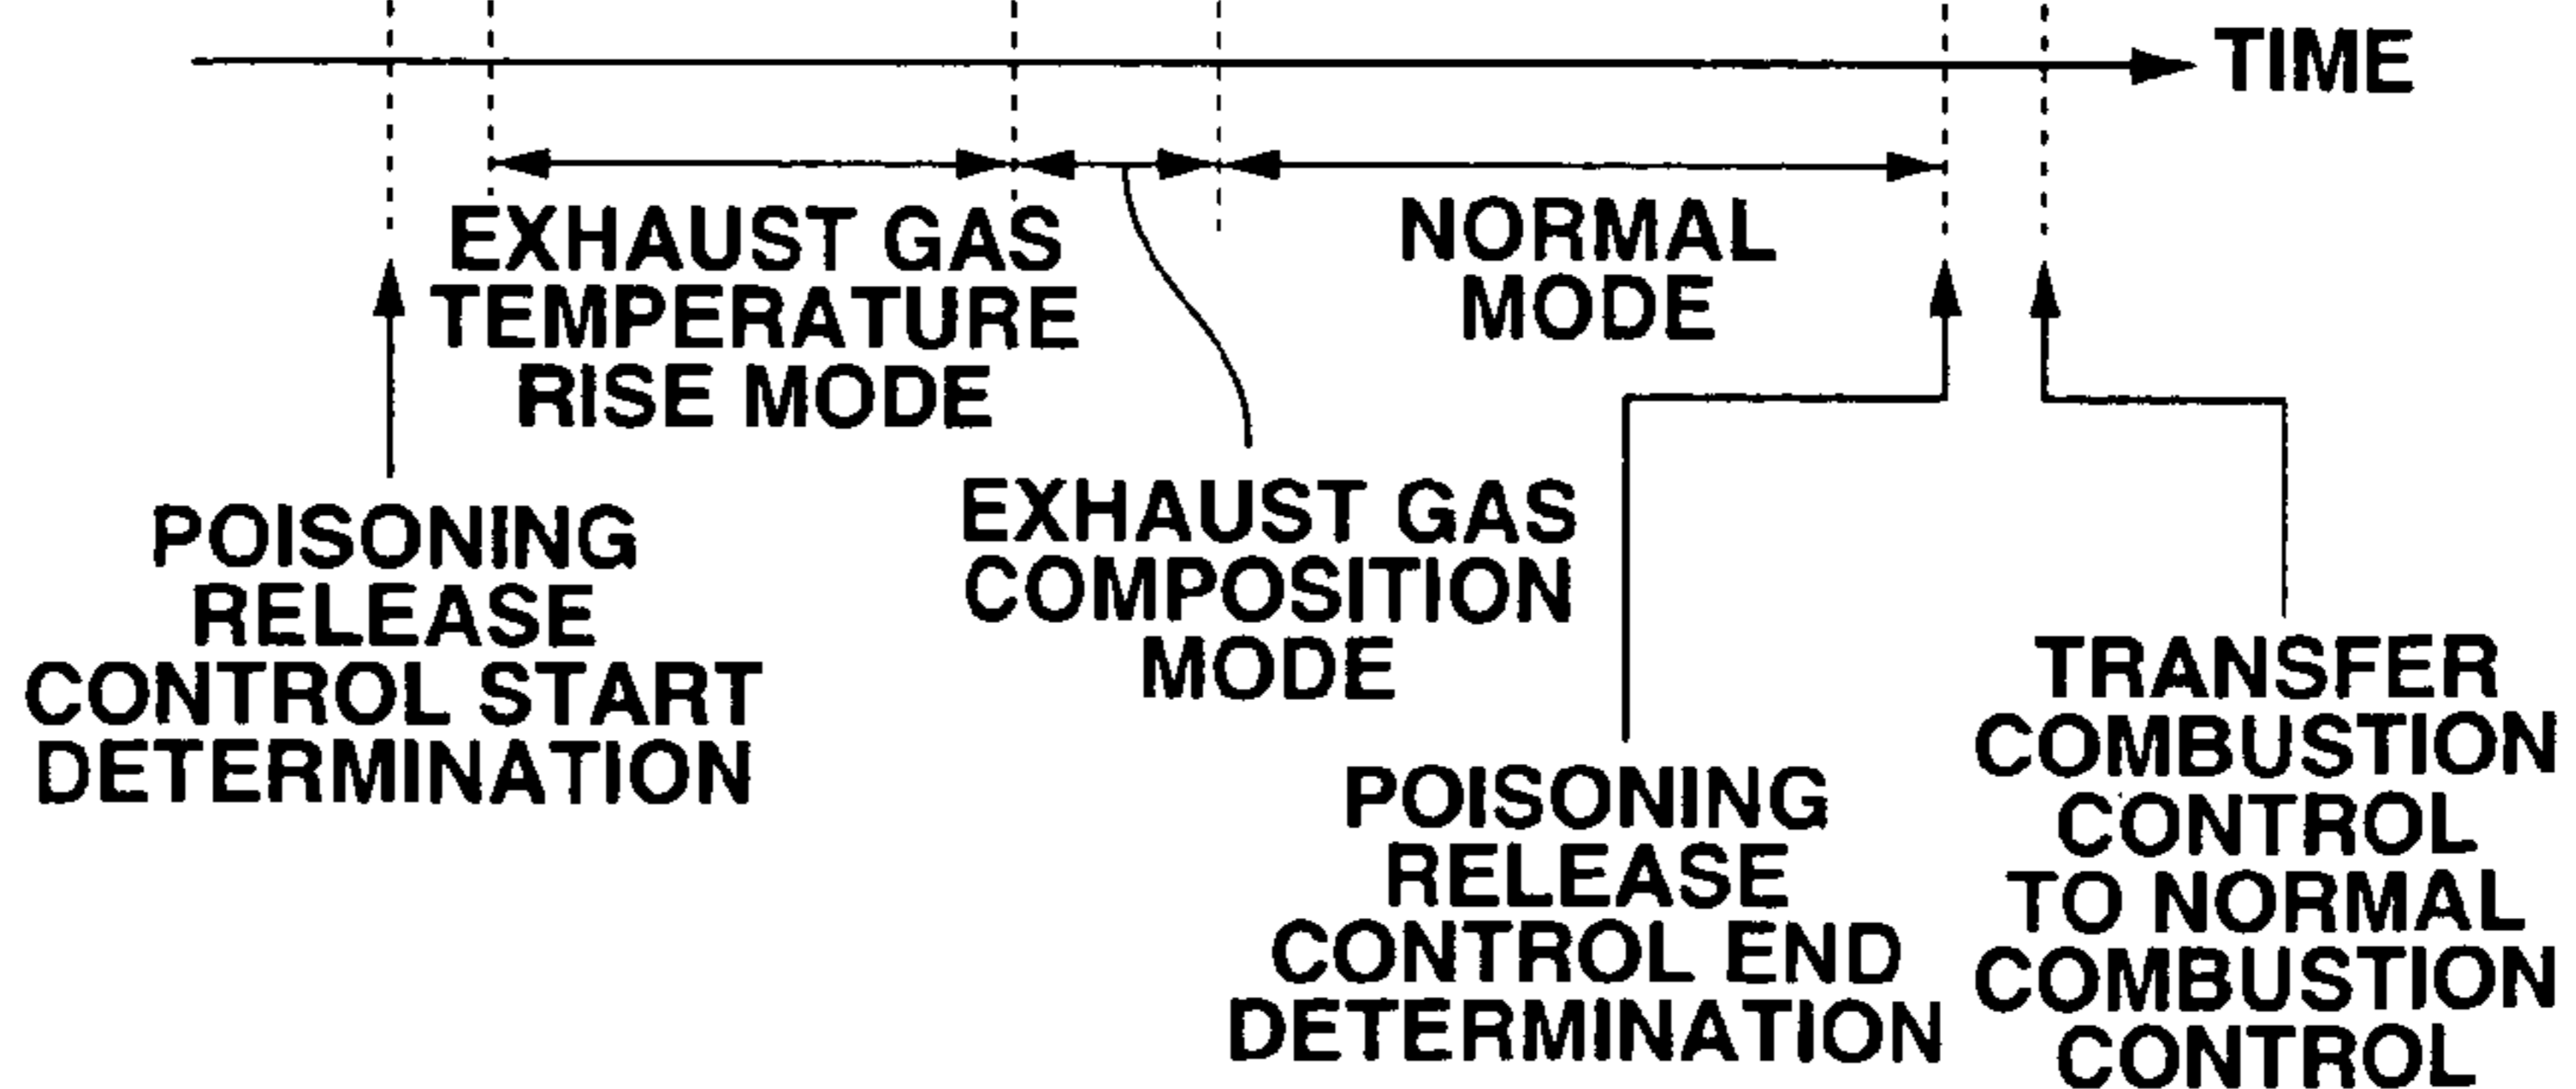 TIME
EXHAUST GAS
TEMPERATURE
RISE MODE
NORMAL
MODE
POISONING
RELEASE
CONTROL START
DETERMINATION
EXHAUST GAS
COMPOSITION
MODE
POISONING
RELEASE
CONTROL END
DETERMINATION
TRANSFER
COMBUSTION
CONTROL
TO NORMAL
COMBUSTION
CONTROL